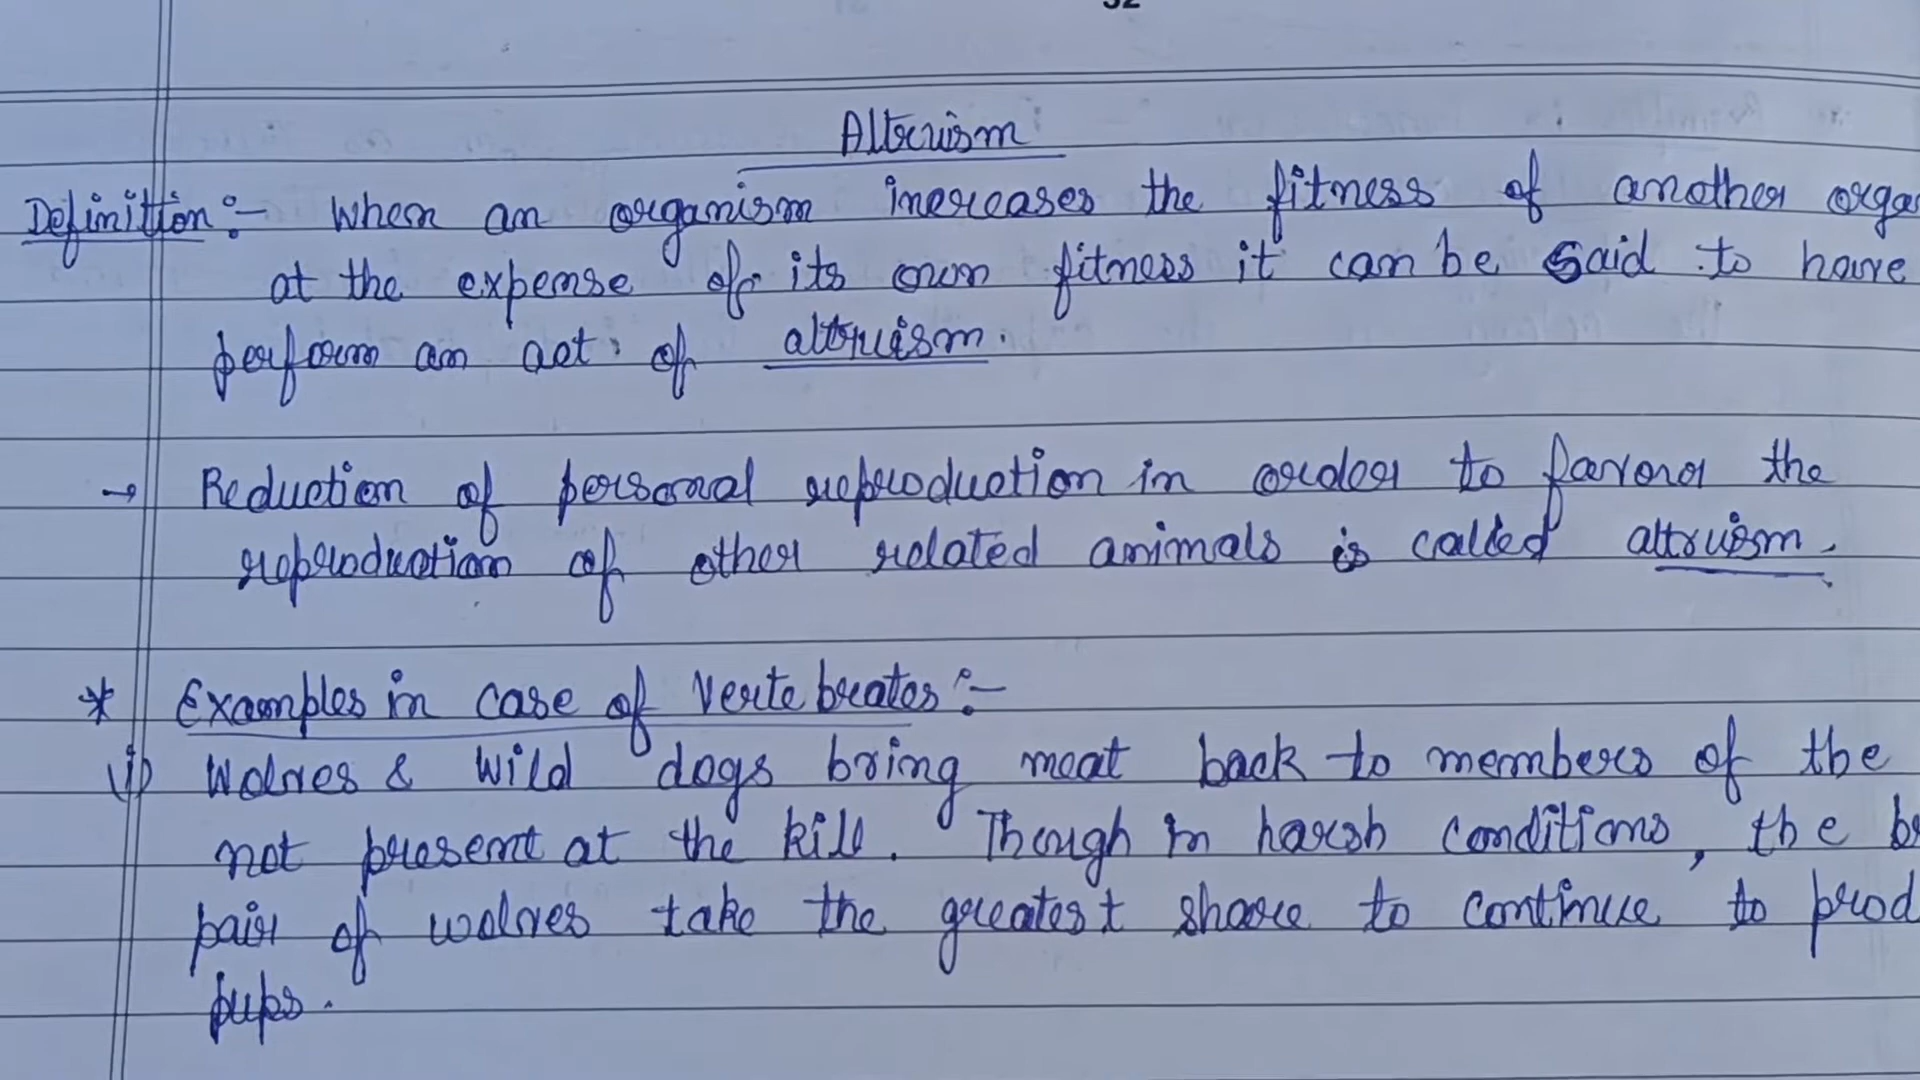 Altruism
Definition:- When an organism increases the fitness of another orga
at the expense of its own fitness it can be said to have
perform an act of altruism.
→ Reduction of personal reproduction in order to favour the
reproduction of other related animals is called altruism.
* Examples in case of Vertebrates:-
(i) Wolves & wild dogs bring meat back to members of the
not present at the kill. Though in harsh conditions, the br
pair of wolves take the greatest share to continue to prod
pups.